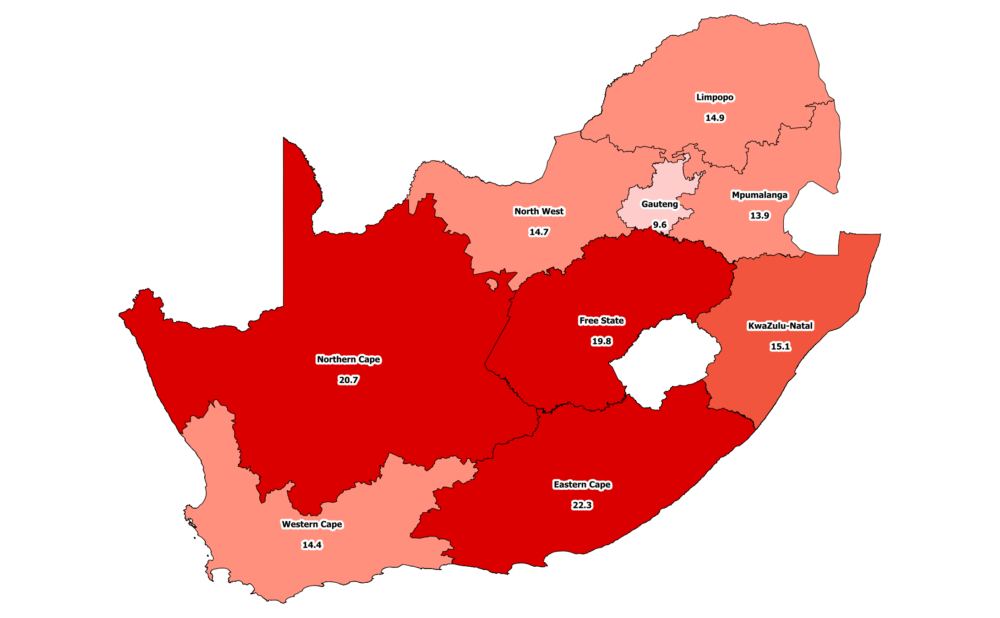 Limpopo
14.9
Mpumalanga
13.9
Gauteng
9.6
North West
14.7
Free State
19.8
KwaZulu-Natal
15.1
Northern Cape
20.7
Eastern Cape
22.3
Western Cape
14.4